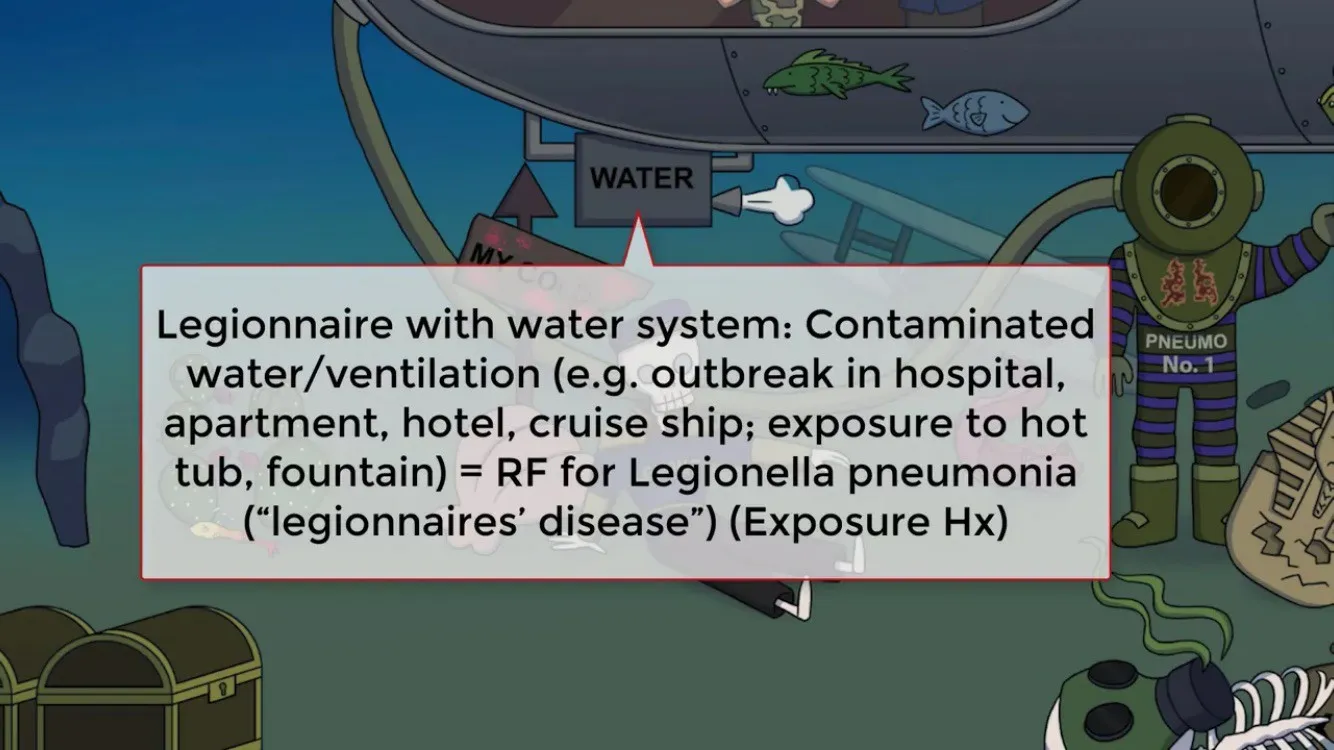 WATER
MY CO
PNEUMO
No. 1
Legionnaire with water system: Contaminated
water/ventilation (e.g. outbreak in hospital,
apartment, hotel, cruise ship; exposure to hot
tub, fountain) = RF for Legionella pneumonia
(“legionnaires’ disease”) (Exposure Hx)